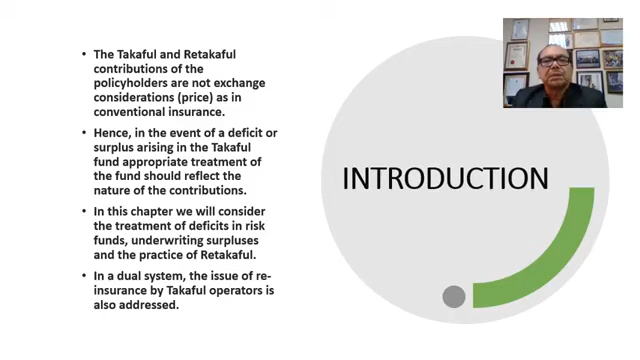 • The Takaful and Retakaful
contributions of the
policyholders are not exchange
considerations (price) as in
conventional insurance.
• Hence, in the event of a deficit or
surplus arising in the Takaful
fund appropriate treatment of
the fund should reflect the
nature of the contributions.
• In this chapter we will consider
the treatment of deficits in risk
funds, underwriting surpluses
and the practice of Retakaful.
• In a dual system, the issue of re-
insurance by Takaful operators is
also addressed.
INTRODUCTION